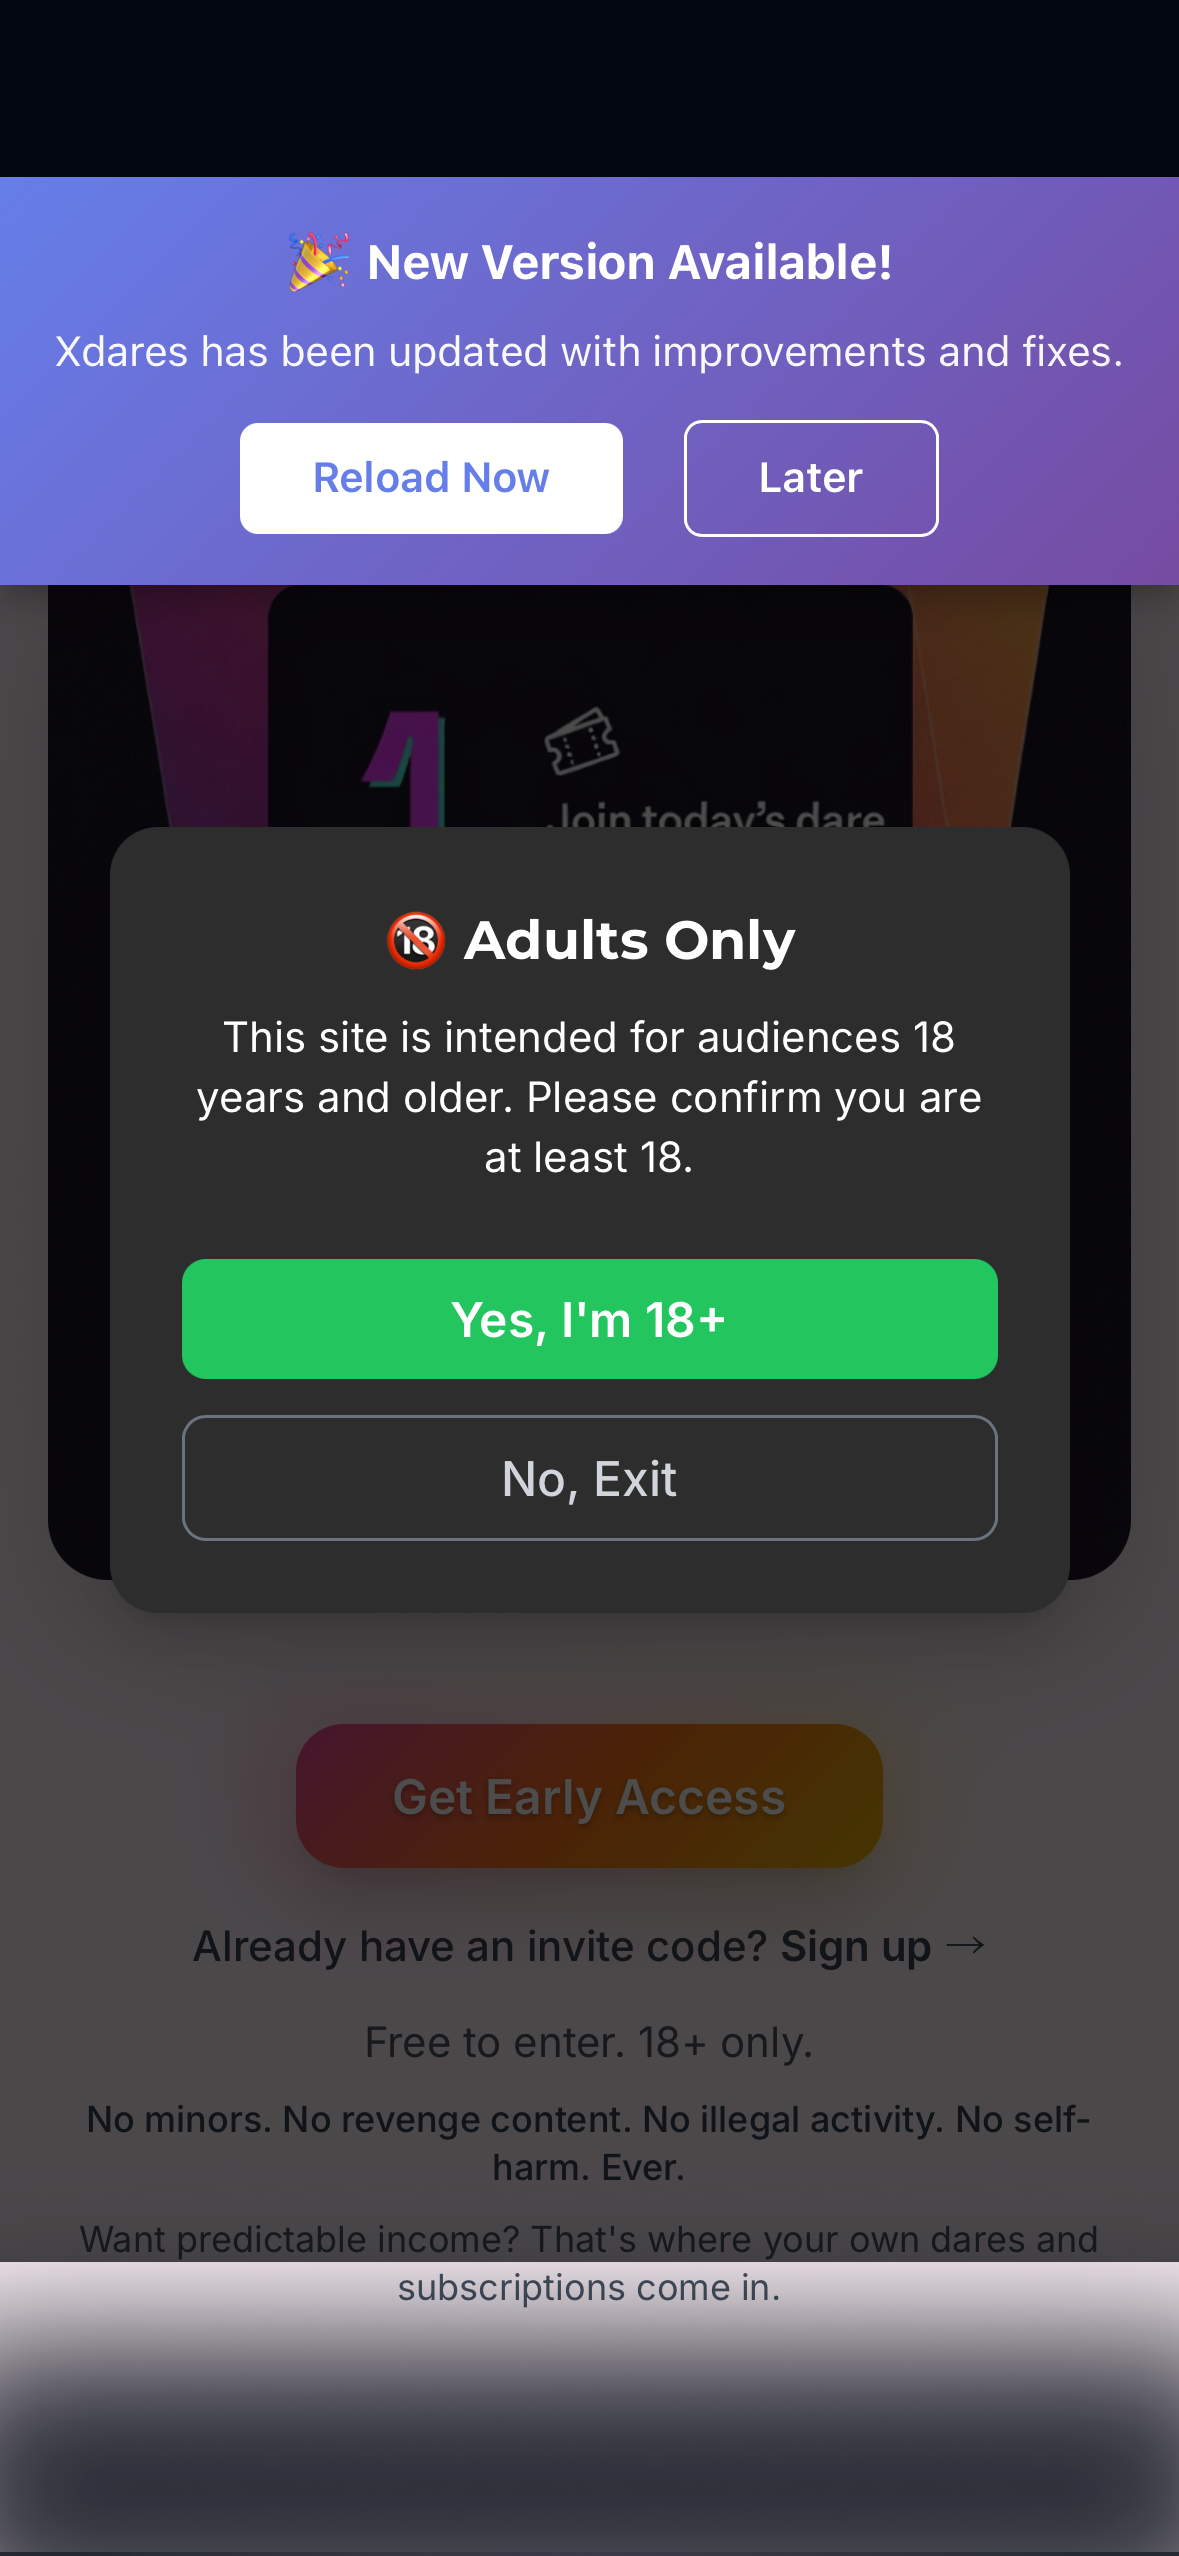 🎉 New Version Available!
Xdares has been updated with improvements and fixes.
Reload Now
Later
1
Join today’s dare
🔞 Adults Only
This site is intended for audiences 18
years and older. Please confirm you are
at least 18.
Yes, I'm 18+
No, Exit
Get Early Access
Already have an invite code? Sign up →
Free to enter. 18+ only.
No minors. No revenge content. No illegal activity. No self-
harm. Ever.
Want predictable income? That's where your own dares and
subscriptions come in.